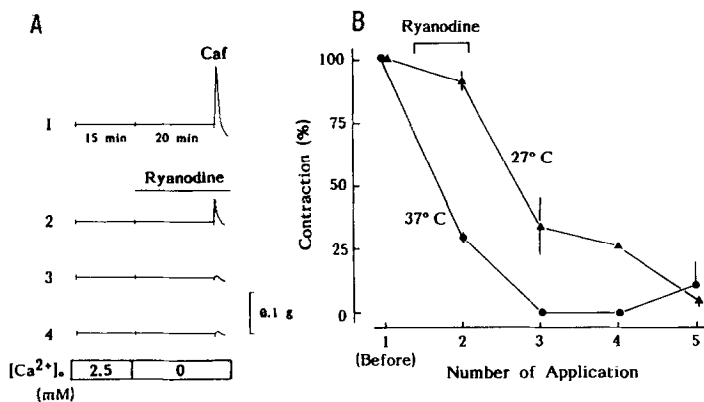 A
Caf
1
15 min 20 min
Ryanodine
2
3
4
0.1 g
[Ca²⁺]ₒ 2.5 0
(mM)
B
Ryanodine
100
75
50
25
0
Contraction (%)
27° C
37° C
1 2 3 4 5
(Before)
Number of Application